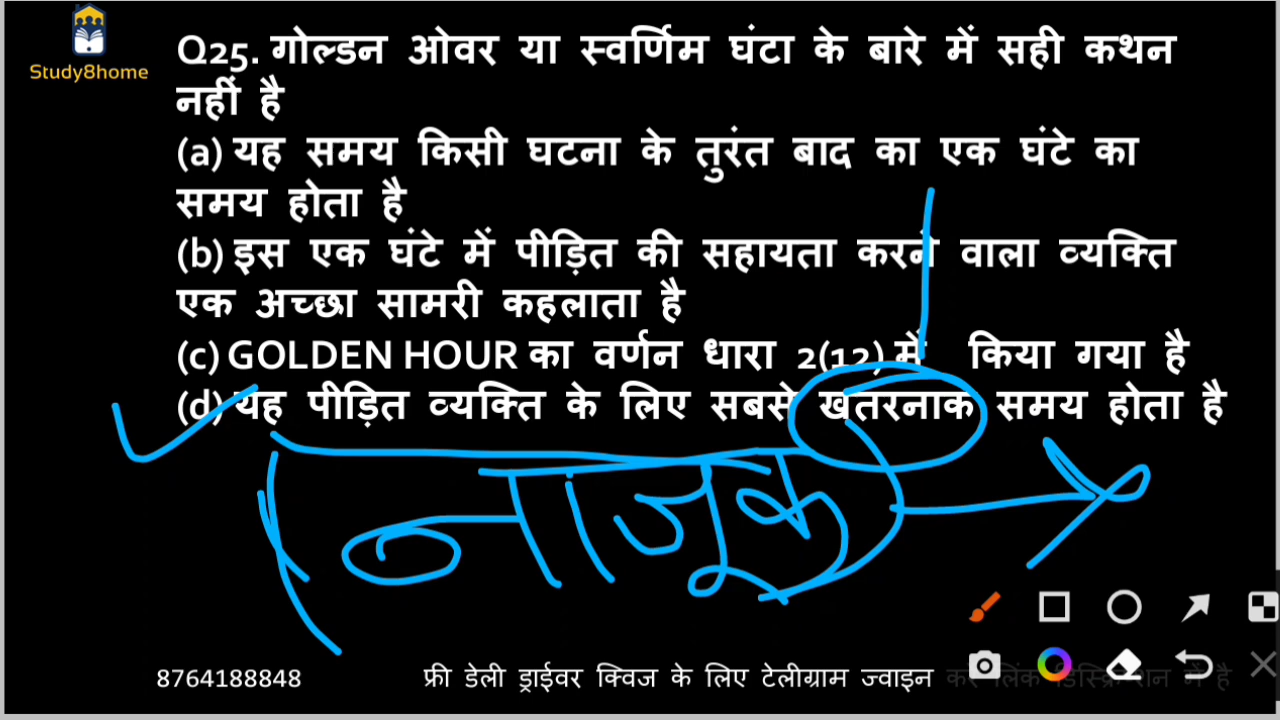 Study8home
Q25. गोल्डन ओवर या स्वर्णिम घंटा के बारे में सही कथन
नहीं है
(a) यह समय किसी घटना के तुरंत बाद का एक घंटे का
समय होता है
(b) इस एक घंटे में पीड़ित की सहायता करने वाला व्यक्ति
एक अच्छा सामरी कहलाता है
(c) GOLDEN HOUR का वर्णन धारा 2(12) में किया गया है
(d) यह पीड़ित व्यक्ति के लिए सबसे खतरनाक समय होता है
नाजूक
8764188848 फ्री डेली ड्राईवर क्विज के लिए टेलीग्राम ज्वाइन करे लिंक डिस्क्रिप्शन में है